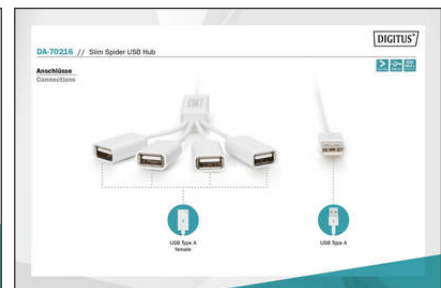 DIGITUS
DA-70216 // Slim Spider USB Hub
Anschlüsse
Connections
USB Type A
female
USB Type A